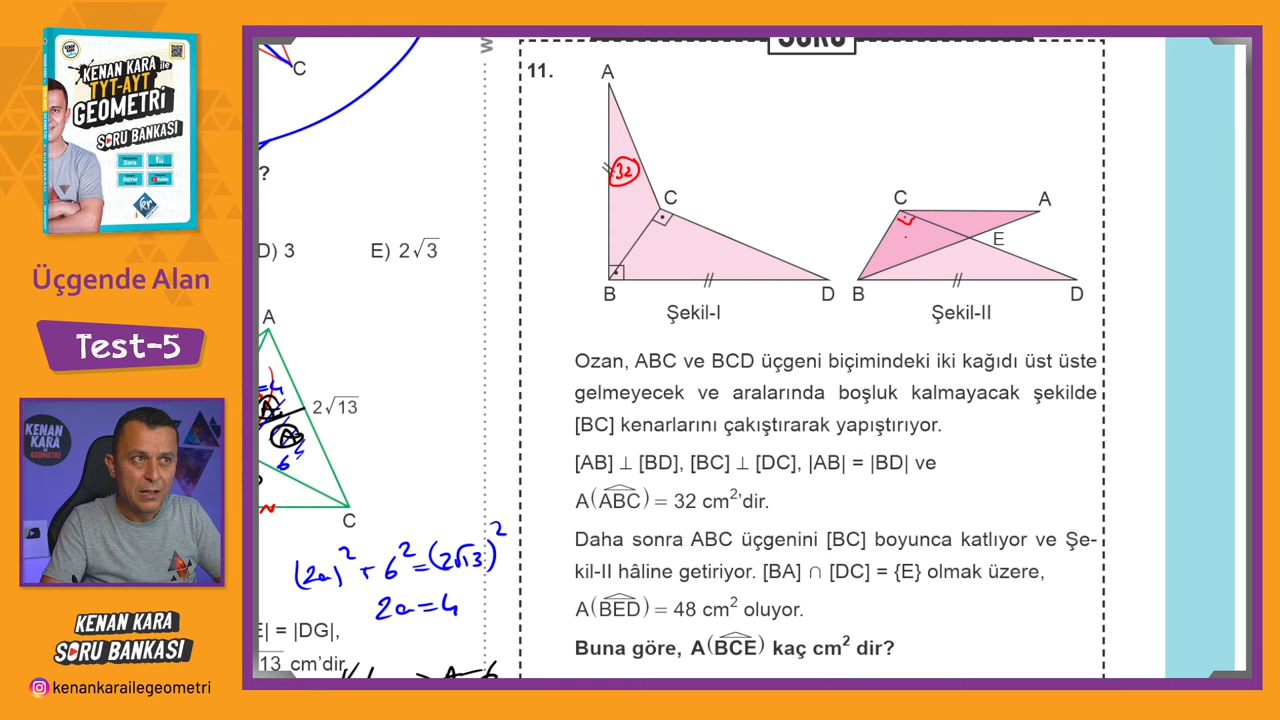 KENAN KARA ile
TYT-AYT
GEOMETRİ
SORU BANKASI
Üçgende Alan
Test-5
KENAN KARA
SORU BANKASI
kenankarailegeometri
C
?
D) 3 E) 2√3
A
2√13
6
C
(2a)² + 6² = (2√13)²
2a = 4
E| = |DG|,
13 cm'dir.
SORU
11.
A
32
C
B
D
Şekil-I
C
A
E
B
D
Şekil-II
Ozan, ABC ve BCD üçgeni biçimindeki iki kağıdı üst üste
gelmeyecek ve aralarında boşluk kalmayacak şekilde
[BC] kenarlarını çakıştırarak yapıştırıyor.
[AB] ⊥ [BD], [BC] ⊥ [DC], |AB| = |BD| ve
A(ABC) = 32 cm²'dir.
Daha sonra ABC üçgenini [BC] boyunca katlıyor ve Şe-
kil-II hâline getiriyor. [BA] ∩ [DC] = {E} olmak üzere,
A(BED) = 48 cm² oluyor.
Buna göre, A(BCE) kaç cm² dir?